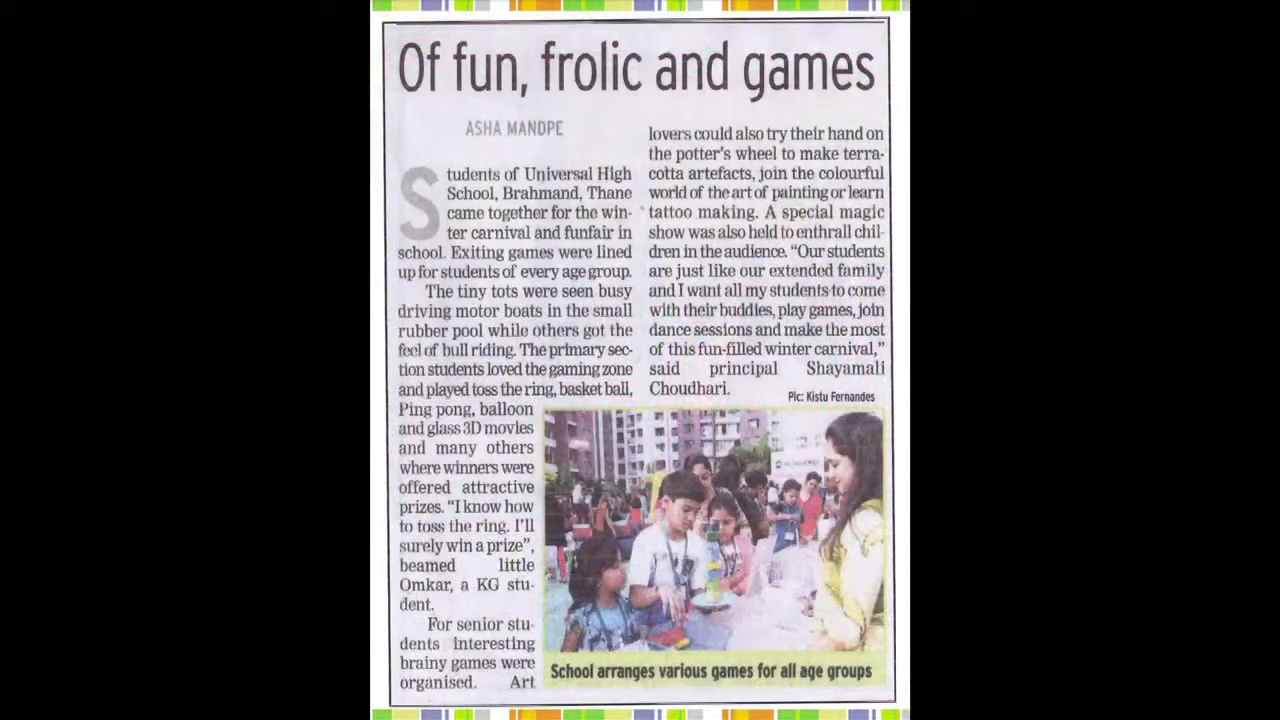 Of fun, frolic and games
ASHA MANDPE
Students of Universal High
School, Brahmand, Thane
came together for the win-
ter carnival and funfair in
school. Exiting games were lined
up for students of every age group.
The tiny tots were seen busy
driving motor boats in the small
rubber pool while others got the
feel of bull riding. The primary sec-
tion students loved the gaming zone
and played toss the ring, basket ball,
Ping pong, balloon
and glass 3D movies
and many others
where winners were
offered attractive
prizes. “I know how
to toss the ring. I’ll
surely win a prize”,
beamed little
Omkar, a KG stu-
dent.
For senior stu-
dents interesting
brainy games were
organised. Art
lovers could also try their hand on
the potter’s wheel to make terra-
cotta artefacts, join the colourful
world of the art of painting or learn
tattoo making. A special magic
show was also held to enthrall chil-
dren in the audience. “Our students
are just like our extended family
and I want all my students to come
with their buddies, play games, join
dance sessions and make the most
of this fun-filled winter carnival,”
said principal Shayamali
Choudhari.
Pic: Kistu Fernandes
School arranges various games for all age groups